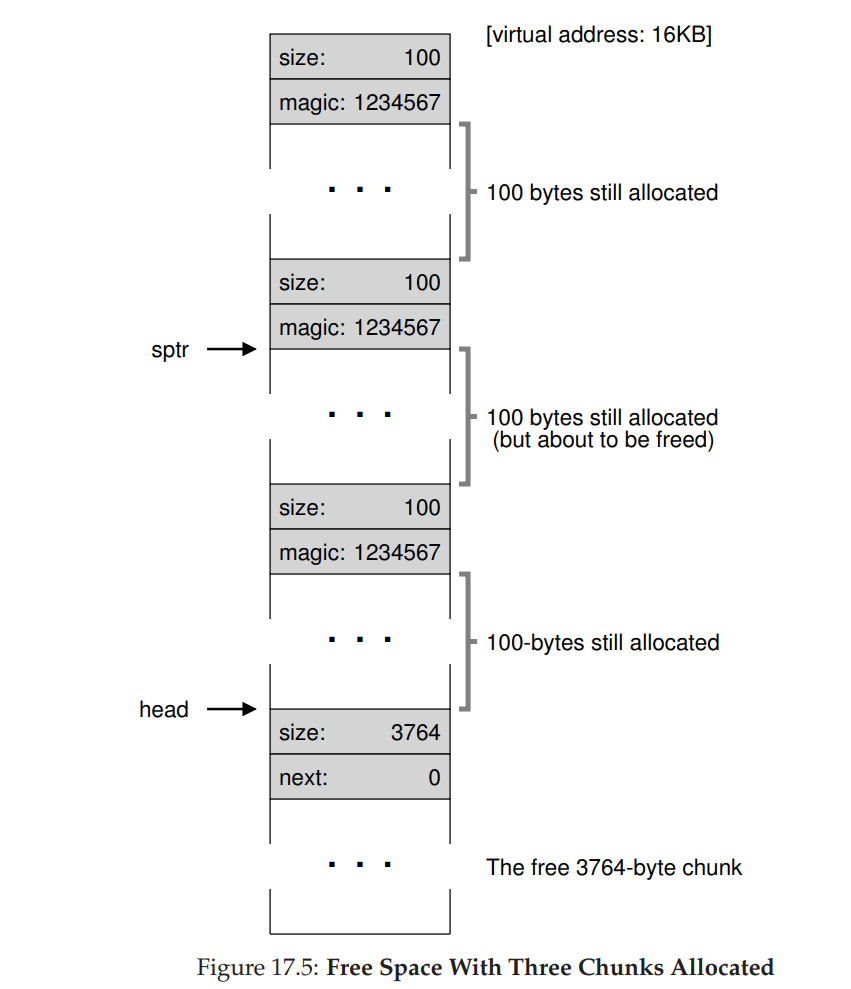 [virtual address: 16KB]
size: 100
magic: 1234567
. . .
100 bytes still allocated
size: 100
magic: 1234567
sptr
. . .
100 bytes still allocated
(but about to be freed)
size: 100
magic: 1234567
. . .
100-bytes still allocated
head
size: 3764
next: 0
. . .
The free 3764-byte chunk
Figure 17.5: Free Space With Three Chunks Allocated